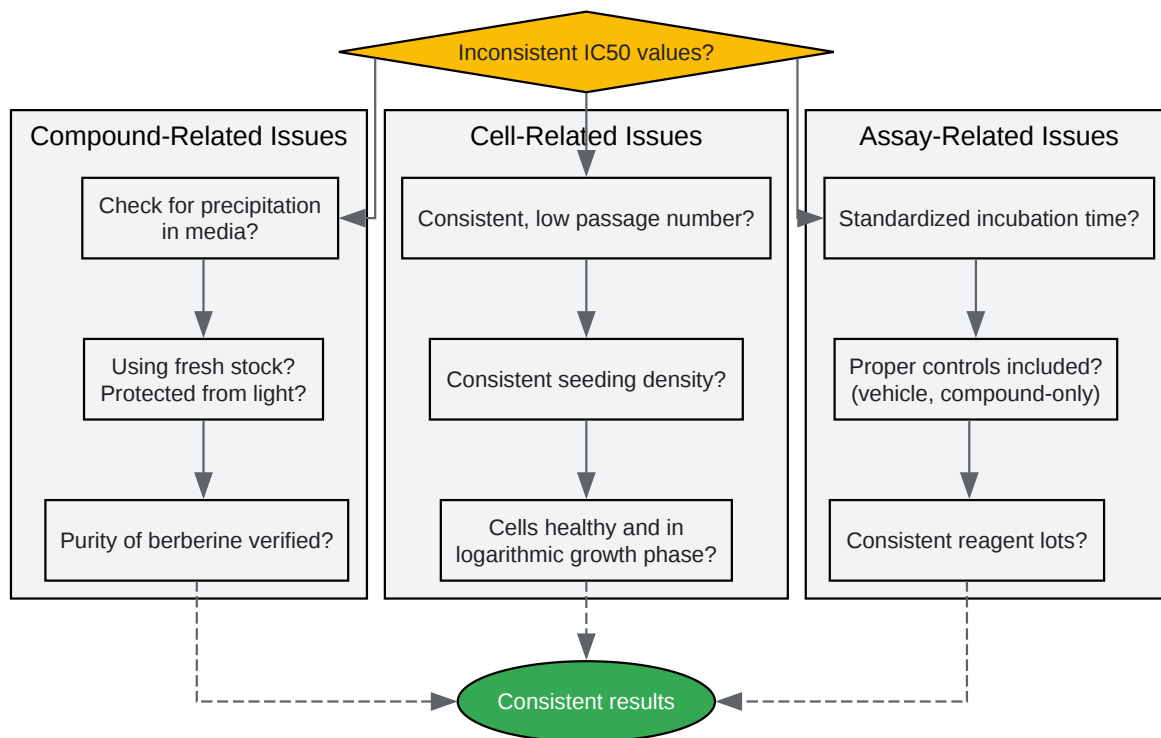 Inconsistent IC50 values?
Compound-Related Issues
Check for precipitation
in media?
Using fresh stock?
Protected from light?
Purity of berberine verified?
Cell-Related Issues
Consistent, low passage number?
Consistent seeding density?
Cells healthy and in
logarithmic growth phase?
Assay-Related Issues
Standardized incubation time?
Proper controls included?
(vehicle, compound-only)
Consistent reagent lots?
Consistent results